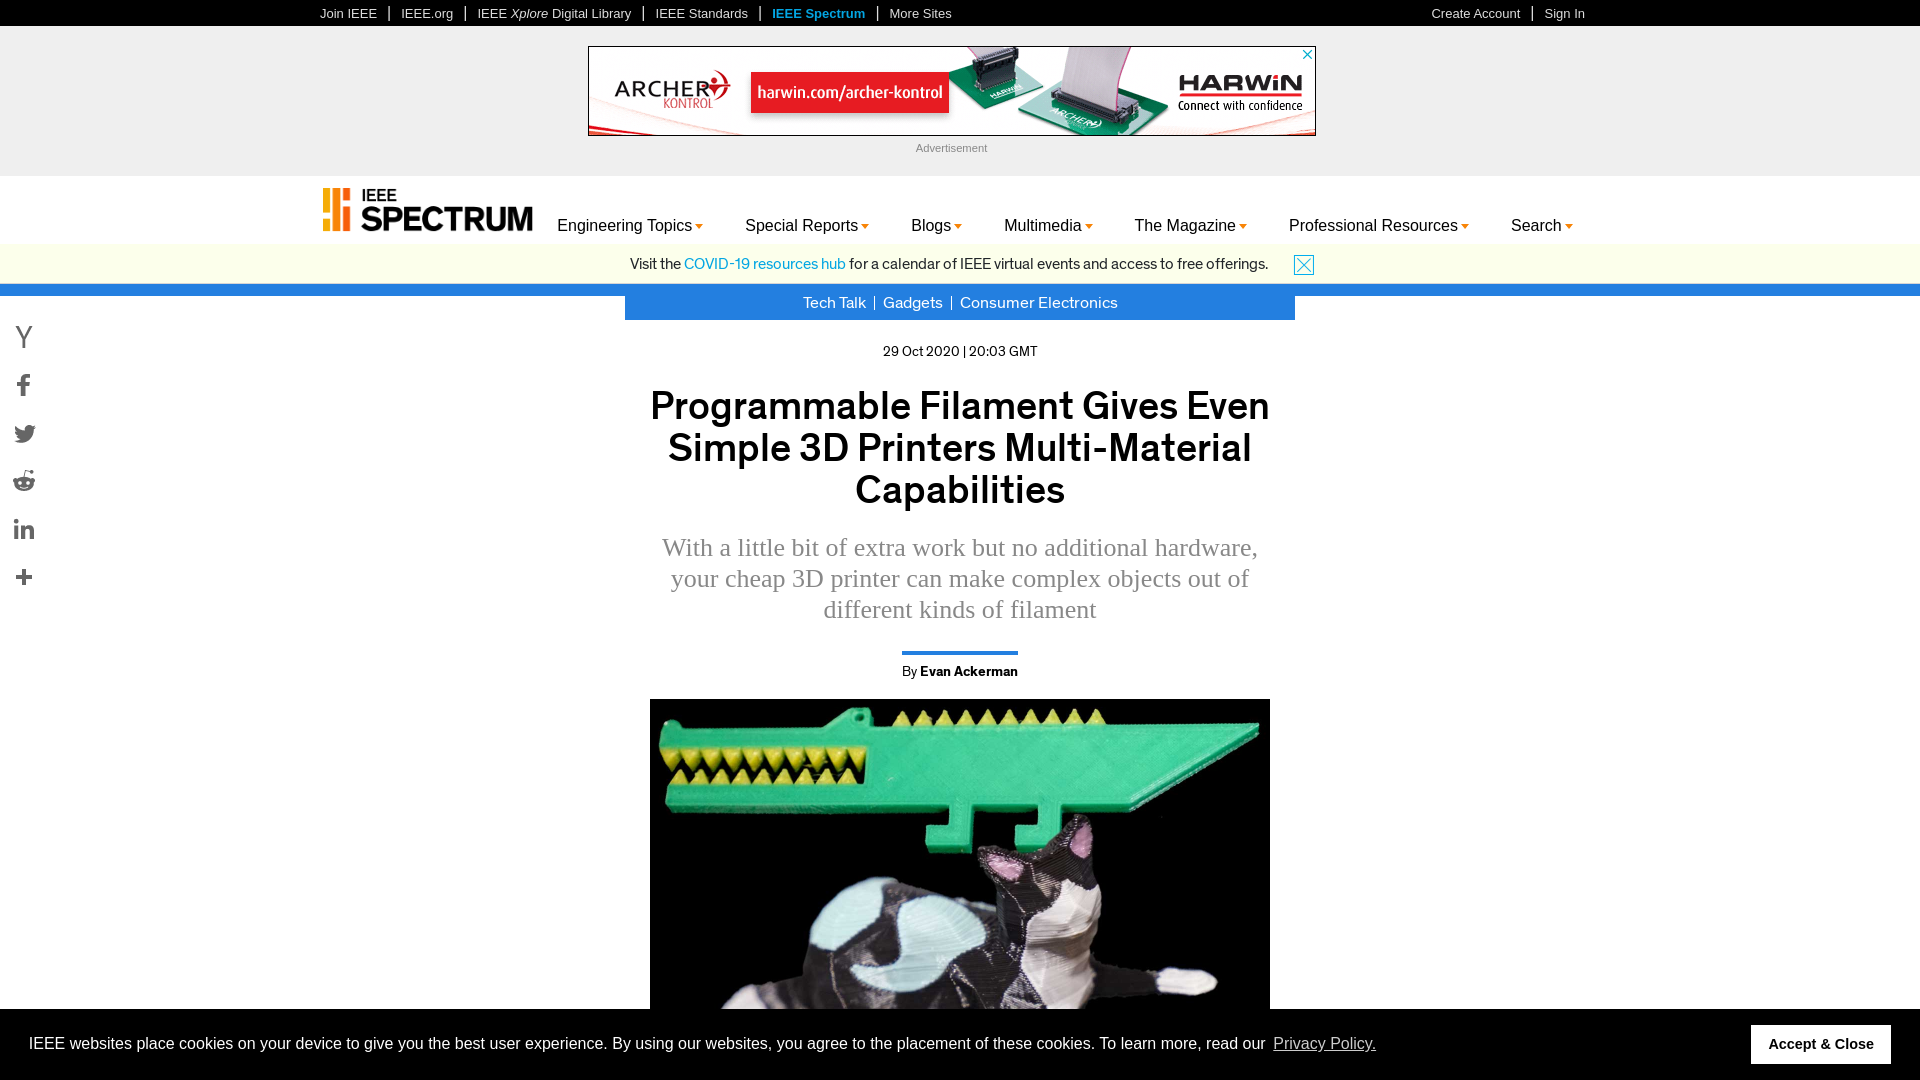 Join IEEE | IEEE.org | IEEE Xplore Digital Library | IEEE Standards | IEEE Spectrum | More Sites
Create Account | Sign In
ARCHER KONTROL
harwin.com/archer-kontrol
HARWIN
ARCHER
HARWIN
Connect with confidence
Advertisement
IEEE
SPECTRUM
Engineering Topics
Special Reports
Blogs
Multimedia
The Magazine
Professional Resources
Search
Visit the COVID-19 resources hub for a calendar of IEEE virtual events and access to free offerings.
Tech Talk | Gadgets | Consumer Electronics
29 Oct 2020 | 20:03 GMT
Programmable Filament Gives Even
Simple 3D Printers Multi-Material
Capabilities
With a little bit of extra work but no additional hardware,
your cheap 3D printer can make complex objects out of
different kinds of filament
By Evan Ackerman
IEEE websites place cookies on your device to give you the best user experience. By using our websites, you agree to the placement of these cookies. To learn more, read our Privacy Policy.
Accept & Close